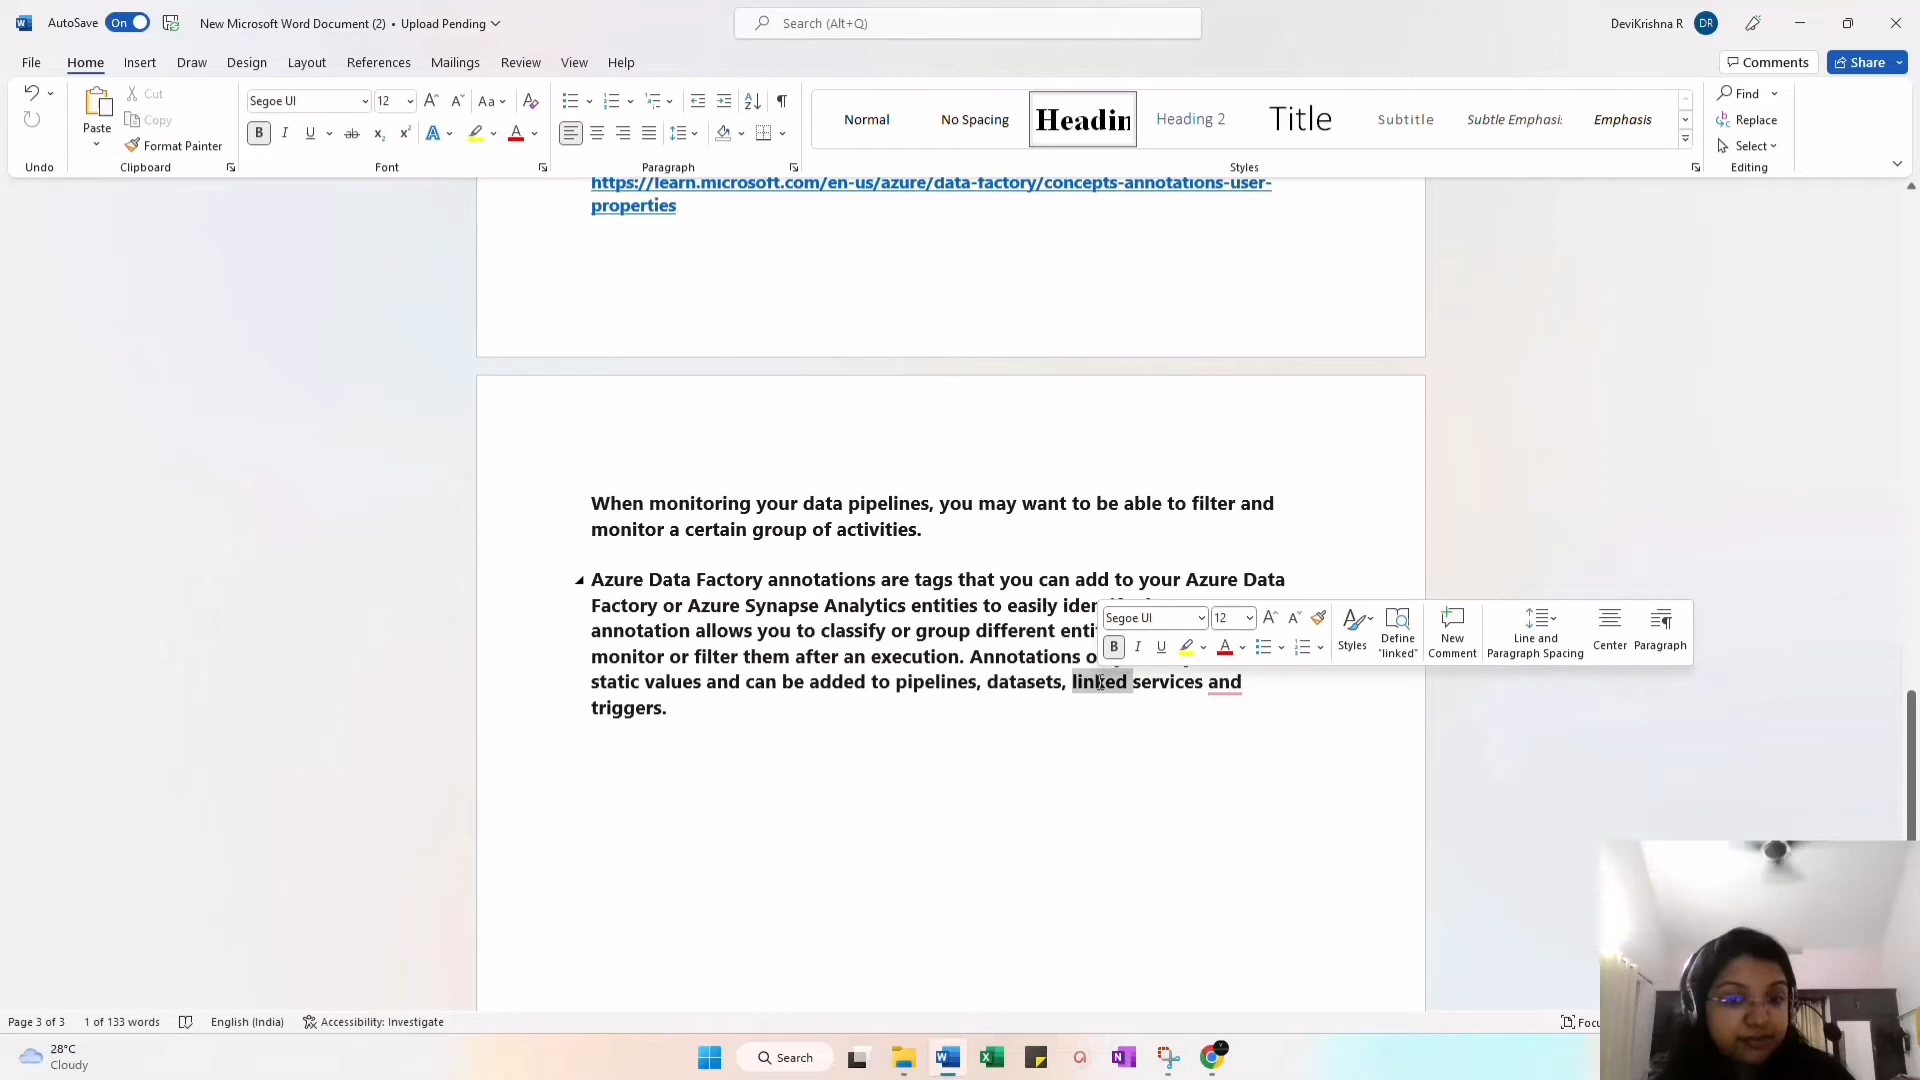 AutoSave On New Microsoft Word Document (2) • Upload Pending Search (Alt+Q) DeviKrishna R DR
File Home Insert Draw Design Layout References Mailings Review View Help Comments Share
Paste Cut Copy Format Painter
Segoe UI 12 Aa
B I U ab x₂ x² A A
Normal No Spacing Headin Heading 2 Title Subtitle Subtle Emphasis Emphasis
Find Replace Select
Undo Clipboard Font Paragraph Styles Editing
https://learn.microsoft.com/en-us/azure/data-factory/concepts-annotations-user-
properties
When monitoring your data pipelines, you may want to be able to filter and
monitor a certain group of activities.
Azure Data Factory annotations are tags that you can add to your Azure Data
Factory or Azure Synapse Analytics entities to easily
annotation allows you to classify or group different
monitor or filter them after an execution. Annotations
static values and can be added to pipelines, datasets, linked services and
triggers.
Segoe UI 12
B I U A Styles Define "linked" New Comment Line and Paragraph Spacing Center Paragraph
Page 3 of 3 1 of 133 words English (India) Accessibility: Investigate
28°C
Cloudy
Search